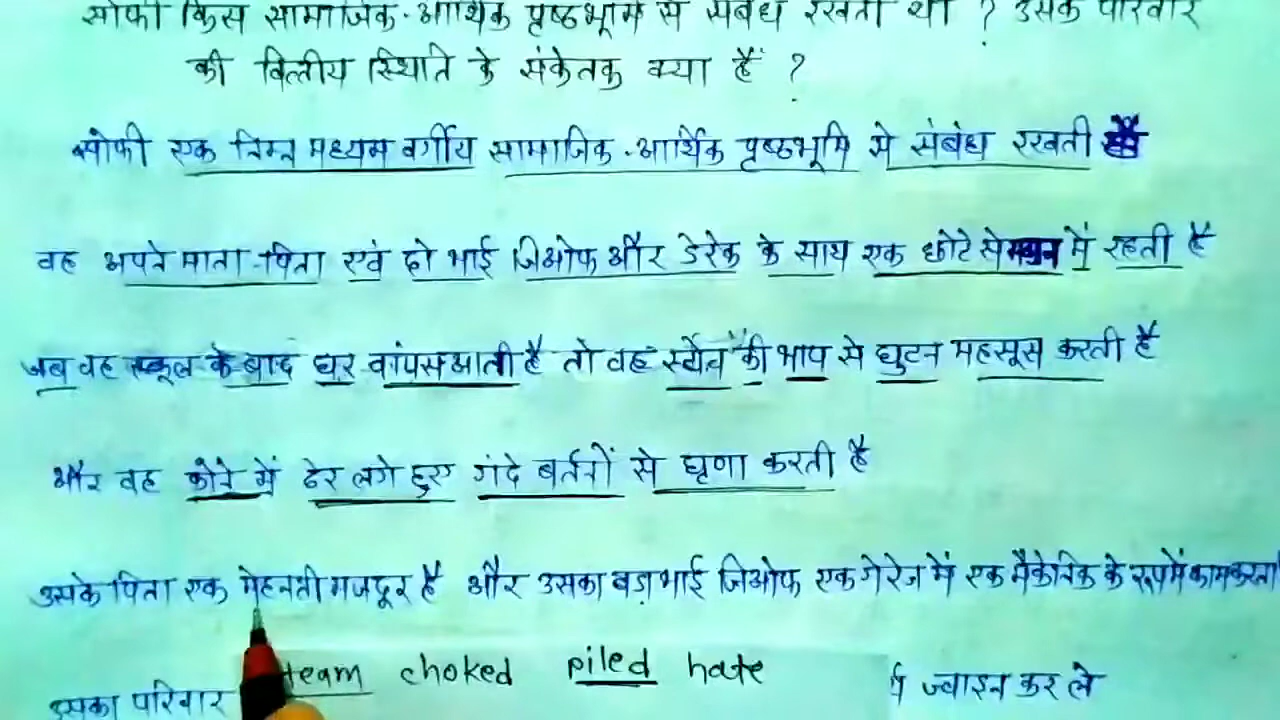 सोफी किस सामाजिक-आर्थिक पृष्ठभूमि से संबंध रखती थी ? उसके परिवार
की वित्तीय स्थिति के संकेतक क्या हैं ?
सोफी एक निम्न मध्यम वर्गीय सामाजिक-आर्थिक पृष्ठभूमि से संबंध रखती है
वह अपने माता-पिता एवं दो भाई जिओफ और डेरेक के साथ एक छोटे से में रहती है
जब वह स्कूल के बाद घर वापस आती है तो वह स्टोव की भाप से घुटन महसूस करती है
और वह कोने में ढेर लगे हुए गंदे बर्तनों से घृणा करती है
उसके पिता एक मेहनती मजदूर है और उसका बड़ा भाई जिओफ एक गेरेज में एक मैकेनिक के रूप में काम करता
team choked piled hate
उसका परिवार ज्वाइन कर ले